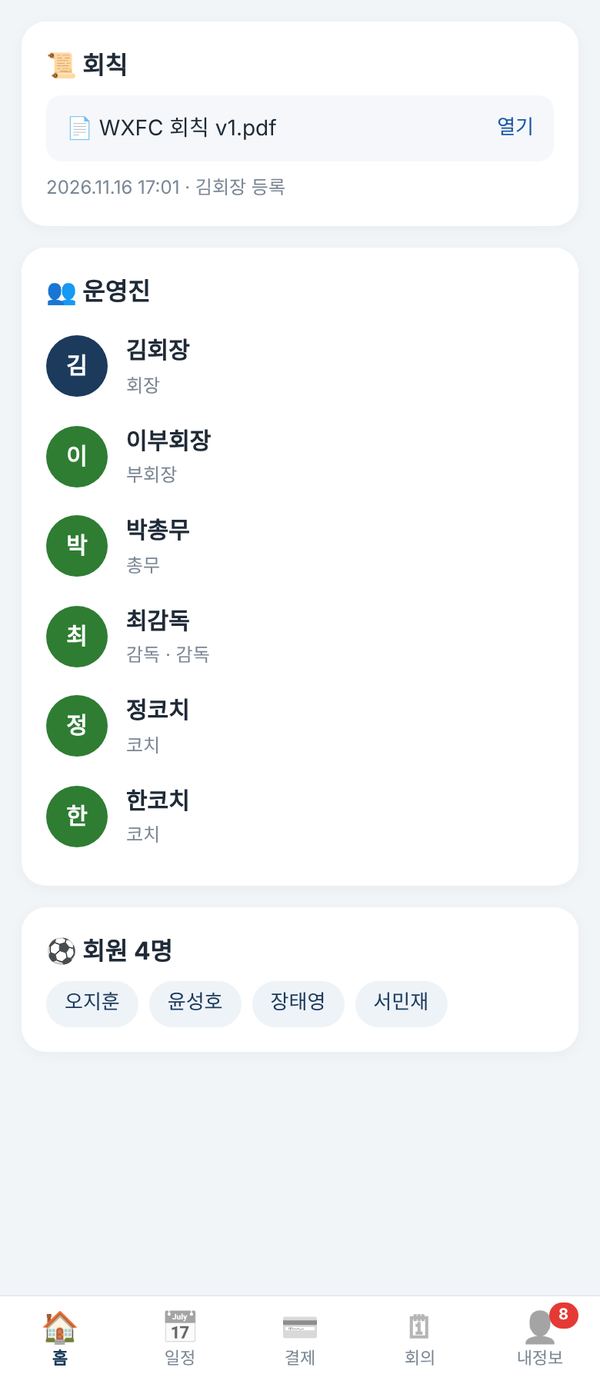 회칙
WXFC 회칙 v1.pdf 열기
2026.11.16 17:01 · 김회장 등록
운영진
김 김회장
회장
이 이부회장
부회장
박 박총무
총무
최 최감독
감독 · 감독
정 정코치
코치
한 한코치
코치
회원 4명
오지훈 윤성호 장태영 서민재
July
17
8
홈 일정 결제 회의 내정보